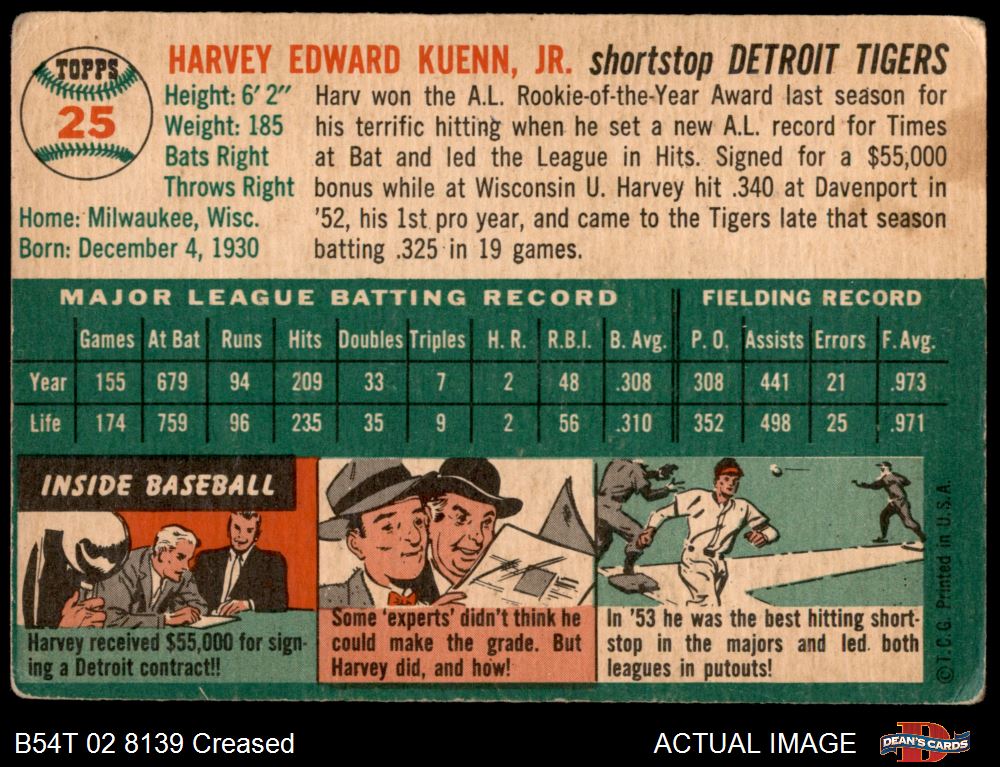 TOPPS
25
HARVEY EDWARD KUENN, JR. shortstop DETROIT TIGERS
Height: 6' 2"
Weight: 185
Bats Right
Throws Right
Home: Milwaukee, Wisc.
Born: December 4, 1930
Harv won the A.L. Rookie-of-the-Year Award last season for
his terrific hitting when he set a new A.L. record for Times
at Bat and led the League in Hits. Signed for a $55,000
bonus while at Wisconsin U. Harvey hit .340 at Davenport in
'52, his 1st pro year, and came to the Tigers late that season
batting .325 in 19 games.
MAJOR LEAGUE BATTING RECORD FIELDING RECORD
Games At Bat Runs Hits Doubles Triples H. R. R.B.I. B. Avg. P. O. Assists Errors F. Avg.
Year 155 679 94 209 33 7 2 48 .308 308 441 21 .973
Life 174 759 96 235 35 9 2 56 .310 352 498 25 .971
INSIDE BASEBALL
Harvey received $55,000 for sign-
ing a Detroit contract!!
Some 'experts' didn't think he
could make the grade. But
Harvey did, and how!
In '53 he was the best hitting short-
stop in the majors and led both
leagues in putouts!
© T.C.G. Printed in U.S.A.
B54T 02 8139 Creased
ACTUAL IMAGE
D
DEAN'S CARDS